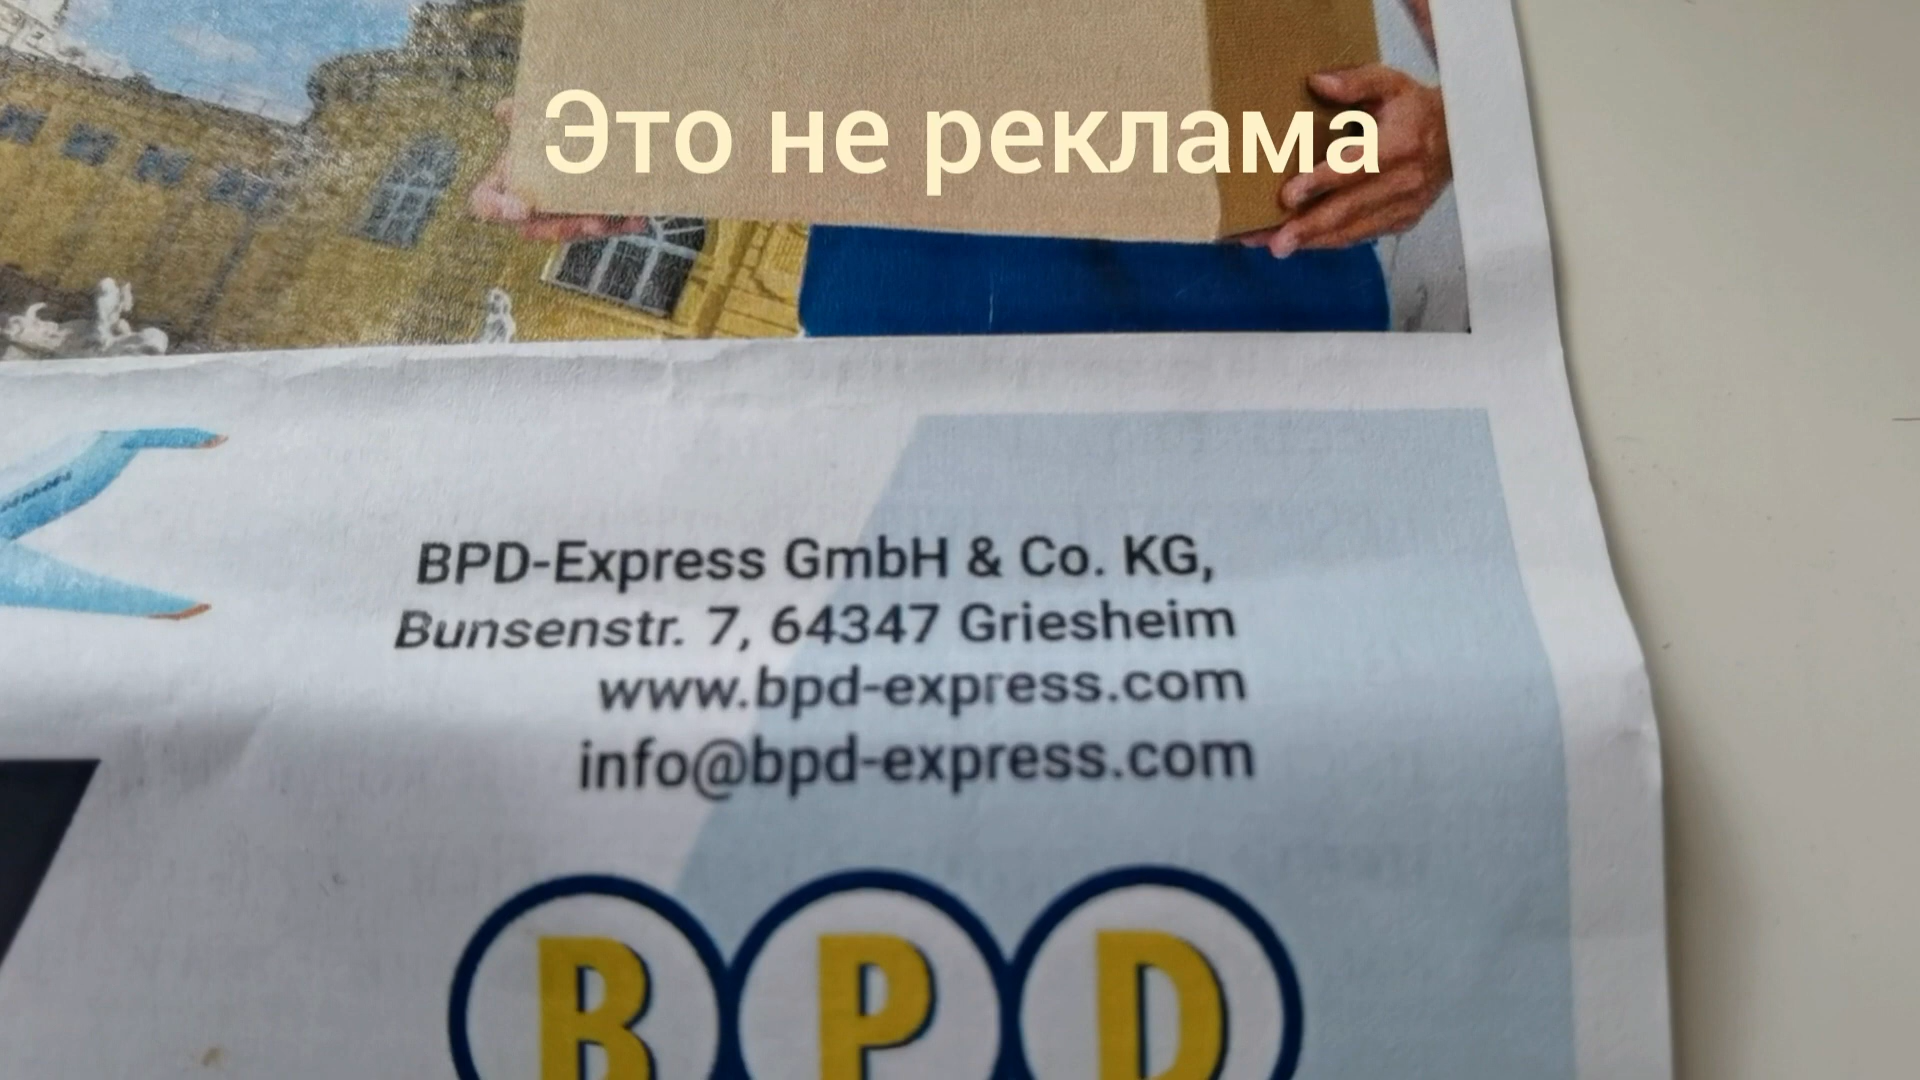 Это не реклама
BPD-Express GmbH & Co. KG,
Bunsenstr. 7, 64347 Griesheim
www.bpd-express.com
info@bpd-express.com
BPD